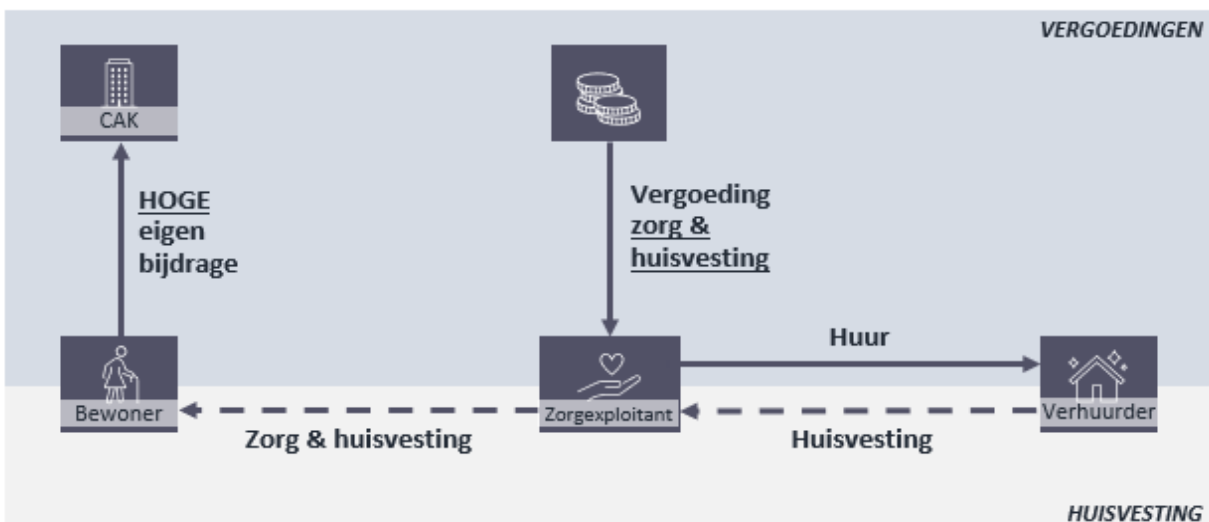 VERGOEDINGEN
CAK
HOGE
eigen
bijdrage
Vergoeding
zorg &
huisvesting
Huur
Bewoner
Zorgexploitant
Verhuurder
Zorg & huisvesting
Huisvesting
HUISVESTING